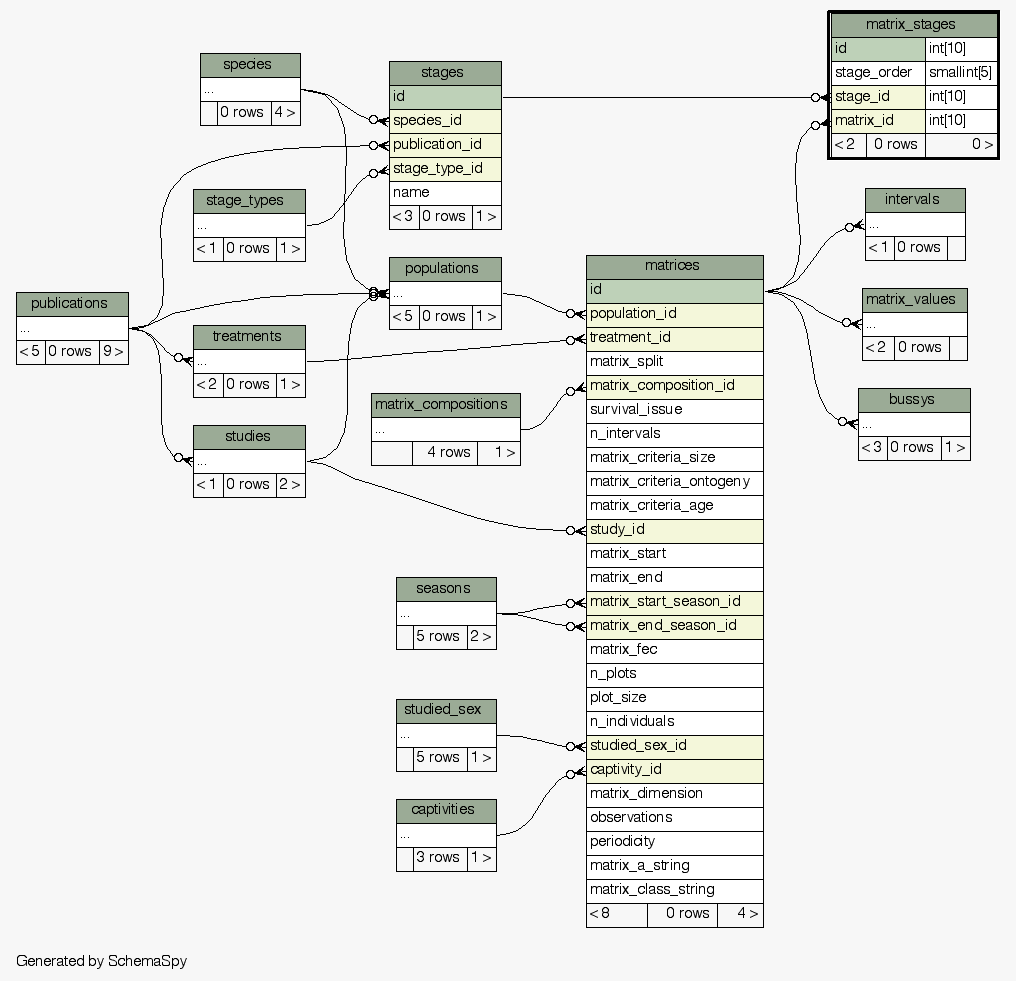 matrix_stages
id int[10]
stage_order smallint[5]
stage_id int[10]
matrix_id int[10]
< 2 0 rows 0 >
species
...
0 rows 4 >
stages
id
species_id
publication_id
stage_type_id
name
< 3 0 rows 1 >
stage_types
...
< 1 0 rows 1 >
intervals
...
< 1 0 rows
populations
...
< 5 0 rows 1 >
publications
...
< 5 0 rows 9 >
treatments
...
< 2 0 rows 1 >
matrix_values
...
< 2 0 rows
matrix_compositions
...
4 rows 1 >
bussys
...
< 3 0 rows 1 >
studies
...
< 1 0 rows 2 >
matrices
id
population_id
treatment_id
matrix_split
matrix_composition_id
survival_issue
n_intervals
matrix_criteria_size
matrix_criteria_ontogeny
matrix_criteria_age
study_id
matrix_start
matrix_end
matrix_start_season_id
matrix_end_season_id
matrix_fec
n_plots
plot_size
n_individuals
studied_sex_id
captivity_id
matrix_dimension
observations
periodicity
matrix_a_string
matrix_class_string
< 8 0 rows 4 >
seasons
...
5 rows 2 >
studied_sex
...
5 rows 1 >
captivities
...
3 rows 1 >
Generated by SchemaSpy